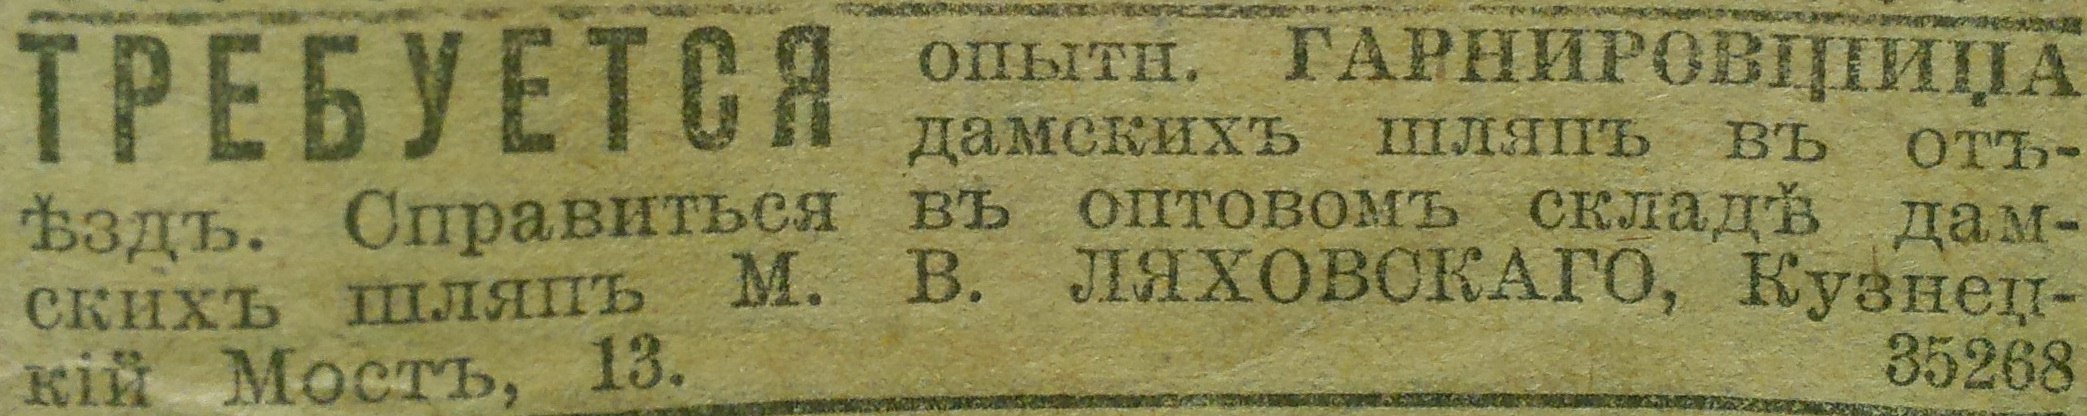 ТРЕБУЕТСЯ опытн. ГАРНИРОВЩИЦА
дамскихъ шляпъ въ отъ-
ѣздъ. Справиться въ оптовомъ складѣ дам-
скихъ шляпъ М. В. ЛЯХОВСКАГО, Кузнец-
кій Мостъ, 13. 35268